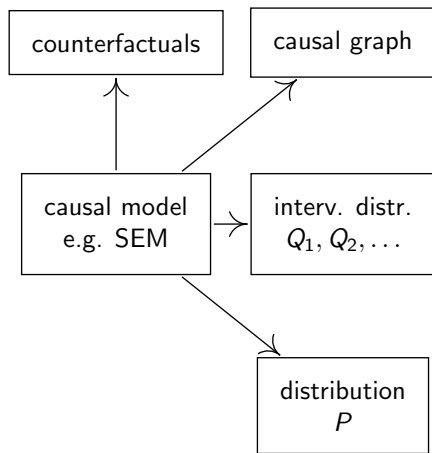 counterfactuals
causal graph
causal model
e.g. SEM
interv. distr.
Q₁, Q₂, . . .
distribution
P